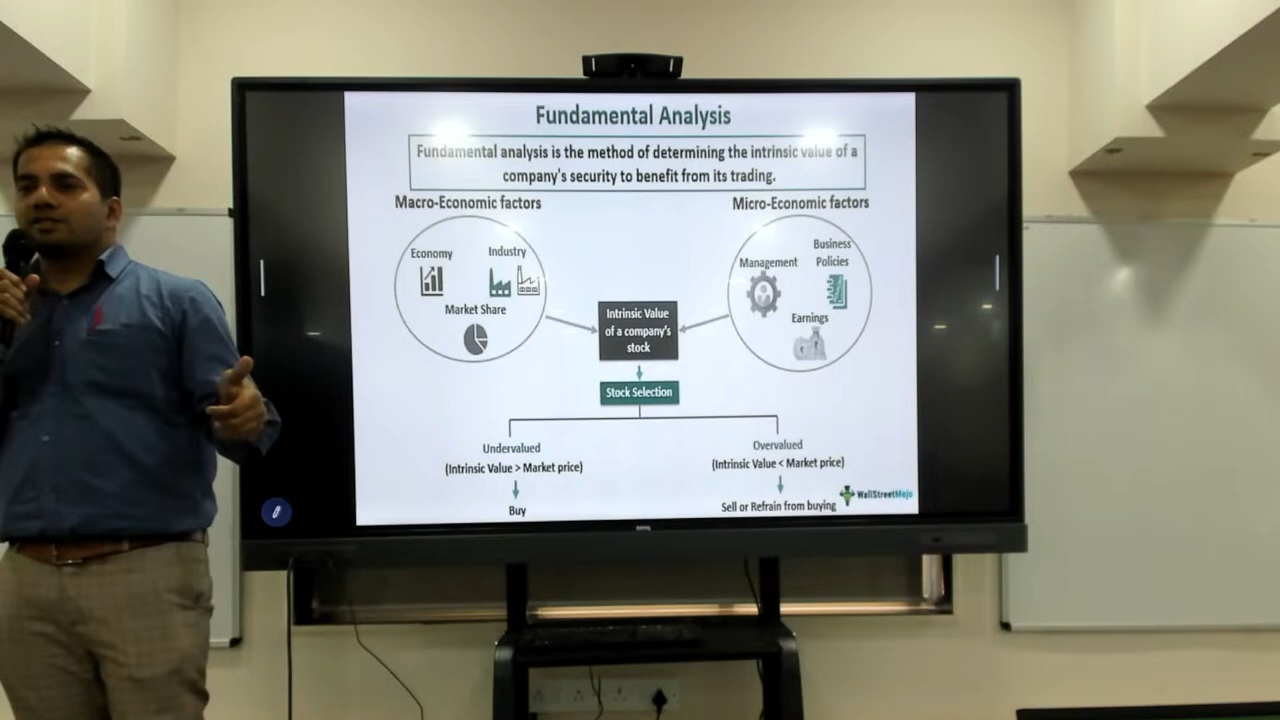 Fundamental Analysis
Fundamental analysis is the method of determining the intrinsic value of a
company's security to benefit from its trading.
Macro-Economic factors
Economy
Industry
Market Share
Micro-Economic factors
Management
Business
Policies
Earnings
Intrinsic Value
of a company's
stock
Stock Selection
Undervalued
(Intrinsic Value > Market price)
Buy
Overvalued
(Intrinsic Value < Market price)
Sell or Refrain from buying
WallStreetMojo